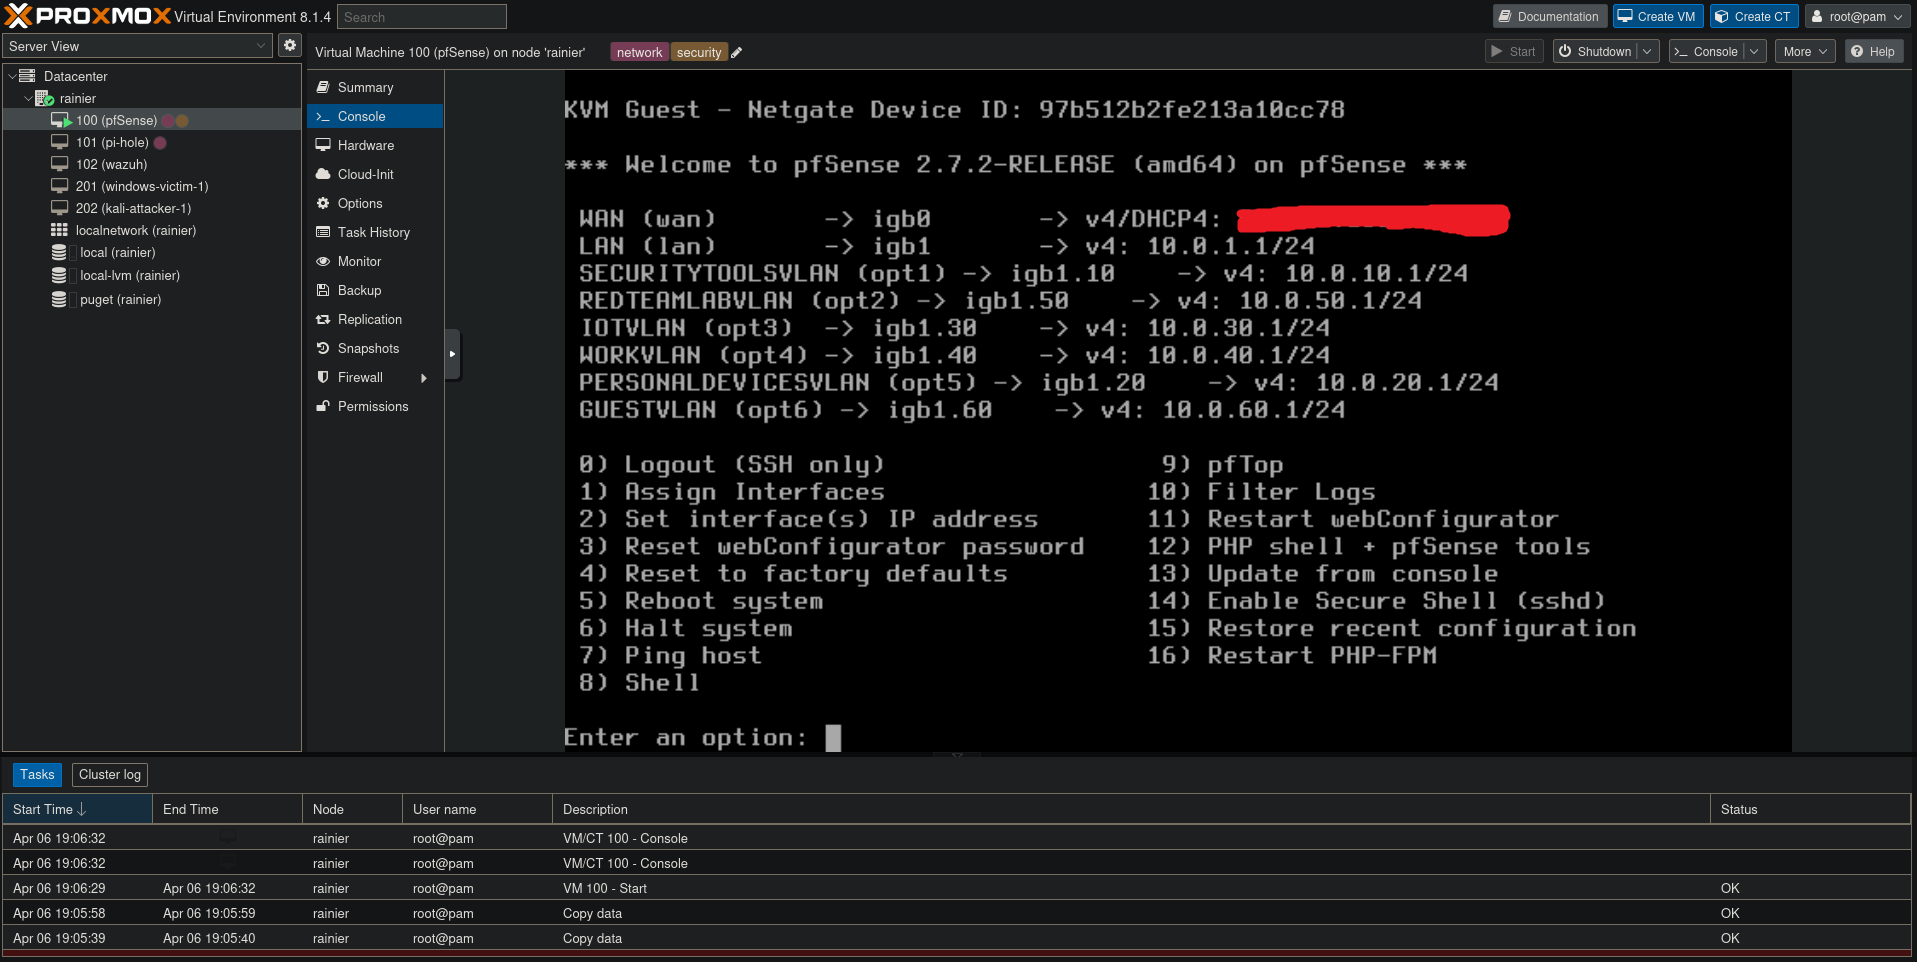 PROXMOX Virtual Environment 8.1.4 Search Documentation Create VM Create CT root@pam
Server View
Virtual Machine 100 (pfSense) on node 'rainier' network security Start Shutdown Console More Help
Datacenter
rainier
100 (pfSense)
101 (pi-hole)
102 (wazuh)
201 (windows-victim-1)
202 (kali-attacker-1)
localnetwork (rainier)
local (rainier)
local-lvm (rainier)
puget (rainier)
Summary
Console
Hardware
Cloud-Init
Options
Task History
Monitor
Backup
Replication
Snapshots
Firewall
Permissions
KVM Guest - Netgate Device ID: 97b512b2fe213a10cc78
*** Welcome to pfSense 2.7.2-RELEASE (amd64) on pfSense ***
WAN (wan) -> igb0 -> v4/DHCP4:
LAN (lan) -> igb1 -> v4: 10.0.1.1/24
SECURITYTOOLSVLAN (opt1) -> igb1.10 -> v4: 10.0.10.1/24
REDTEAMLABVLAN (opt2) -> igb1.50 -> v4: 10.0.50.1/24
IOTVLAN (opt3) -> igb1.30 -> v4: 10.0.30.1/24
WORKVLAN (opt4) -> igb1.40 -> v4: 10.0.40.1/24
PERSONALDEVICESVLAN (opt5) -> igb1.20 -> v4: 10.0.20.1/24
GUESTVLAN (opt6) -> igb1.60 -> v4: 10.0.60.1/24
0) Logout (SSH only) 9) pfTop
1) Assign Interfaces 10) Filter Logs
2) Set interface(s) IP address 11) Restart webConfigurator
3) Reset webConfigurator password 12) PHP shell + pfSense tools
4) Reset to factory defaults 13) Update from console
5) Reboot system 14) Enable Secure Shell (sshd)
6) Halt system 15) Restore recent configuration
7) Ping host 16) Restart PHP-FPM
8) Shell
Enter an option:
Tasks Cluster log
Start Time End Time Node User name Description Status
Apr 06 19:06:32 rainier root@pam VM/CT 100 - Console
Apr 06 19:06:32 rainier root@pam VM/CT 100 - Console
Apr 06 19:06:29 Apr 06 19:06:32 rainier root@pam VM 100 - Start OK
Apr 06 19:05:58 Apr 06 19:05:59 rainier root@pam Copy data OK
Apr 06 19:05:39 Apr 06 19:05:40 rainier root@pam Copy data OK